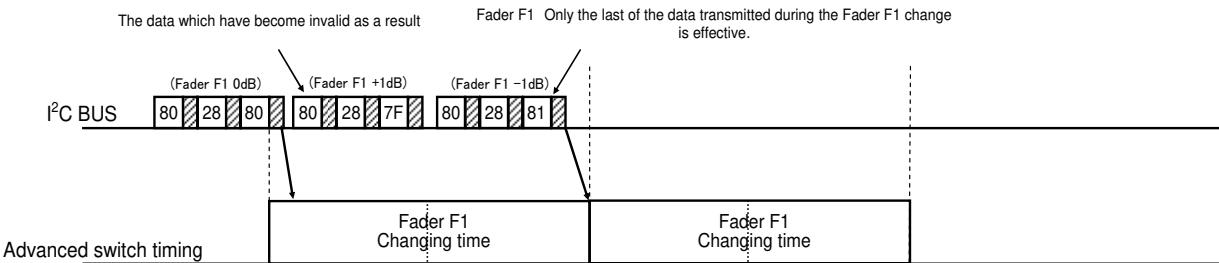 The data which have become invalid as a result
Fader F1   Only the last of the data transmitted during the Fader F1 change
is effective.
(Fader F1 0dB)
(Fader F1 +1dB)
(Fader F1 −1dB)
I²C BUS
80 28 80
80 28 7F
80 28 81
Fader F1
Changing time
Fader F1
Changing time
Advanced switch timing